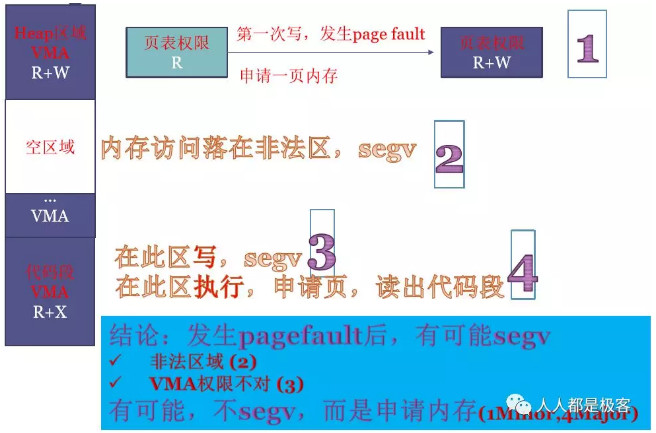 Heap区域
VMA
R+W
页表权限
R
第一次写，发生page fault
申请一页内存
页表权限
R+W
1
空区域
内存访问落在非法区，segv
2
...
VMA
代码段
VMA
R+X
在此区写，segv
3
在此区执行，申请页，读出代码段
4
结论：发生pagefault后，有可能segv
✓ 非法区域 (2)
✓ VMA权限不对 (3)
有可能，不segv，而是申请内存(1Minor,4Major)
人人都是极客